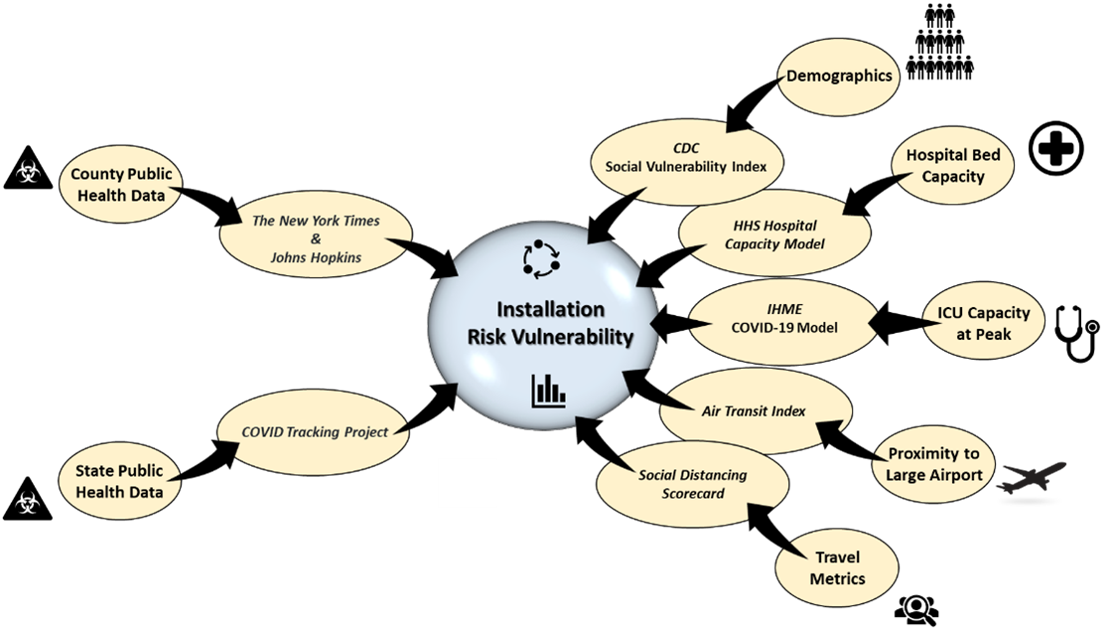 Demographics
CDC
Social Vulnerability Index
Hospital Bed
Capacity
County Public
Health Data
The New York Times
&
Johns Hopkins
HHS Hospital
Capacity Model
Installation
Risk Vulnerability
IHME
COVID-19 Model
ICU Capacity
at Peak
Air Transit Index
COVID Tracking Project
State Public
Health Data
Proximity to
Large Airport
Social Distancing
Scorecard
Travel
Metrics